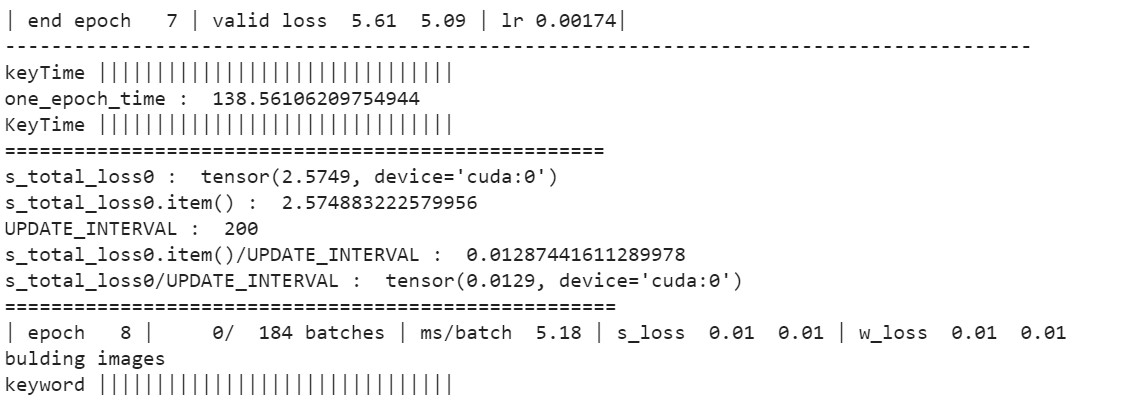 | end epoch   7 | valid loss  5.61  5.09 | lr 0.00174|
-----------------------------------------------------------------------------------------
keyTime |||||||||||||||||||||||||||||||
one_epoch_time :  138.56106209754944
KeyTime |||||||||||||||||||||||||||||||
====================================================
s_total_loss0 :  tensor(2.5749, device='cuda:0')
s_total_loss0.item() :  2.574883222579956
UPDATE_INTERVAL :  200
s_total_loss0.item()/UPDATE_INTERVAL :  0.01287441611289978
s_total_loss0/UPDATE_INTERVAL :  tensor(0.0129, device='cuda:0')
=====================================================
| epoch   8 |     0/  184 batches | ms/batch  5.18 | s_loss  0.01  0.01 | w_loss  0.01  0.01
bulding images
keyword |||||||||||||||||||||||||||||||